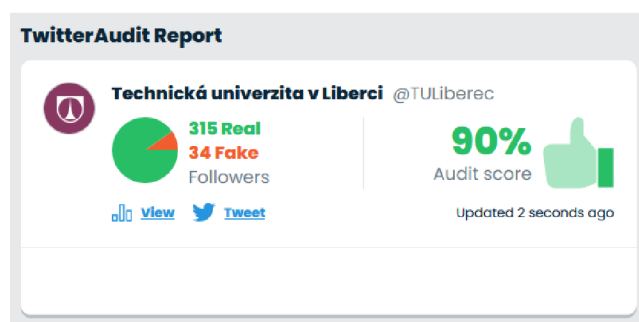 TwitterAudit Report
Technická univerzita v Liberci @TULiberec
315 Real
34 Fake
Followers
90%
Audit score
View Tweet
Updated 2 seconds ago